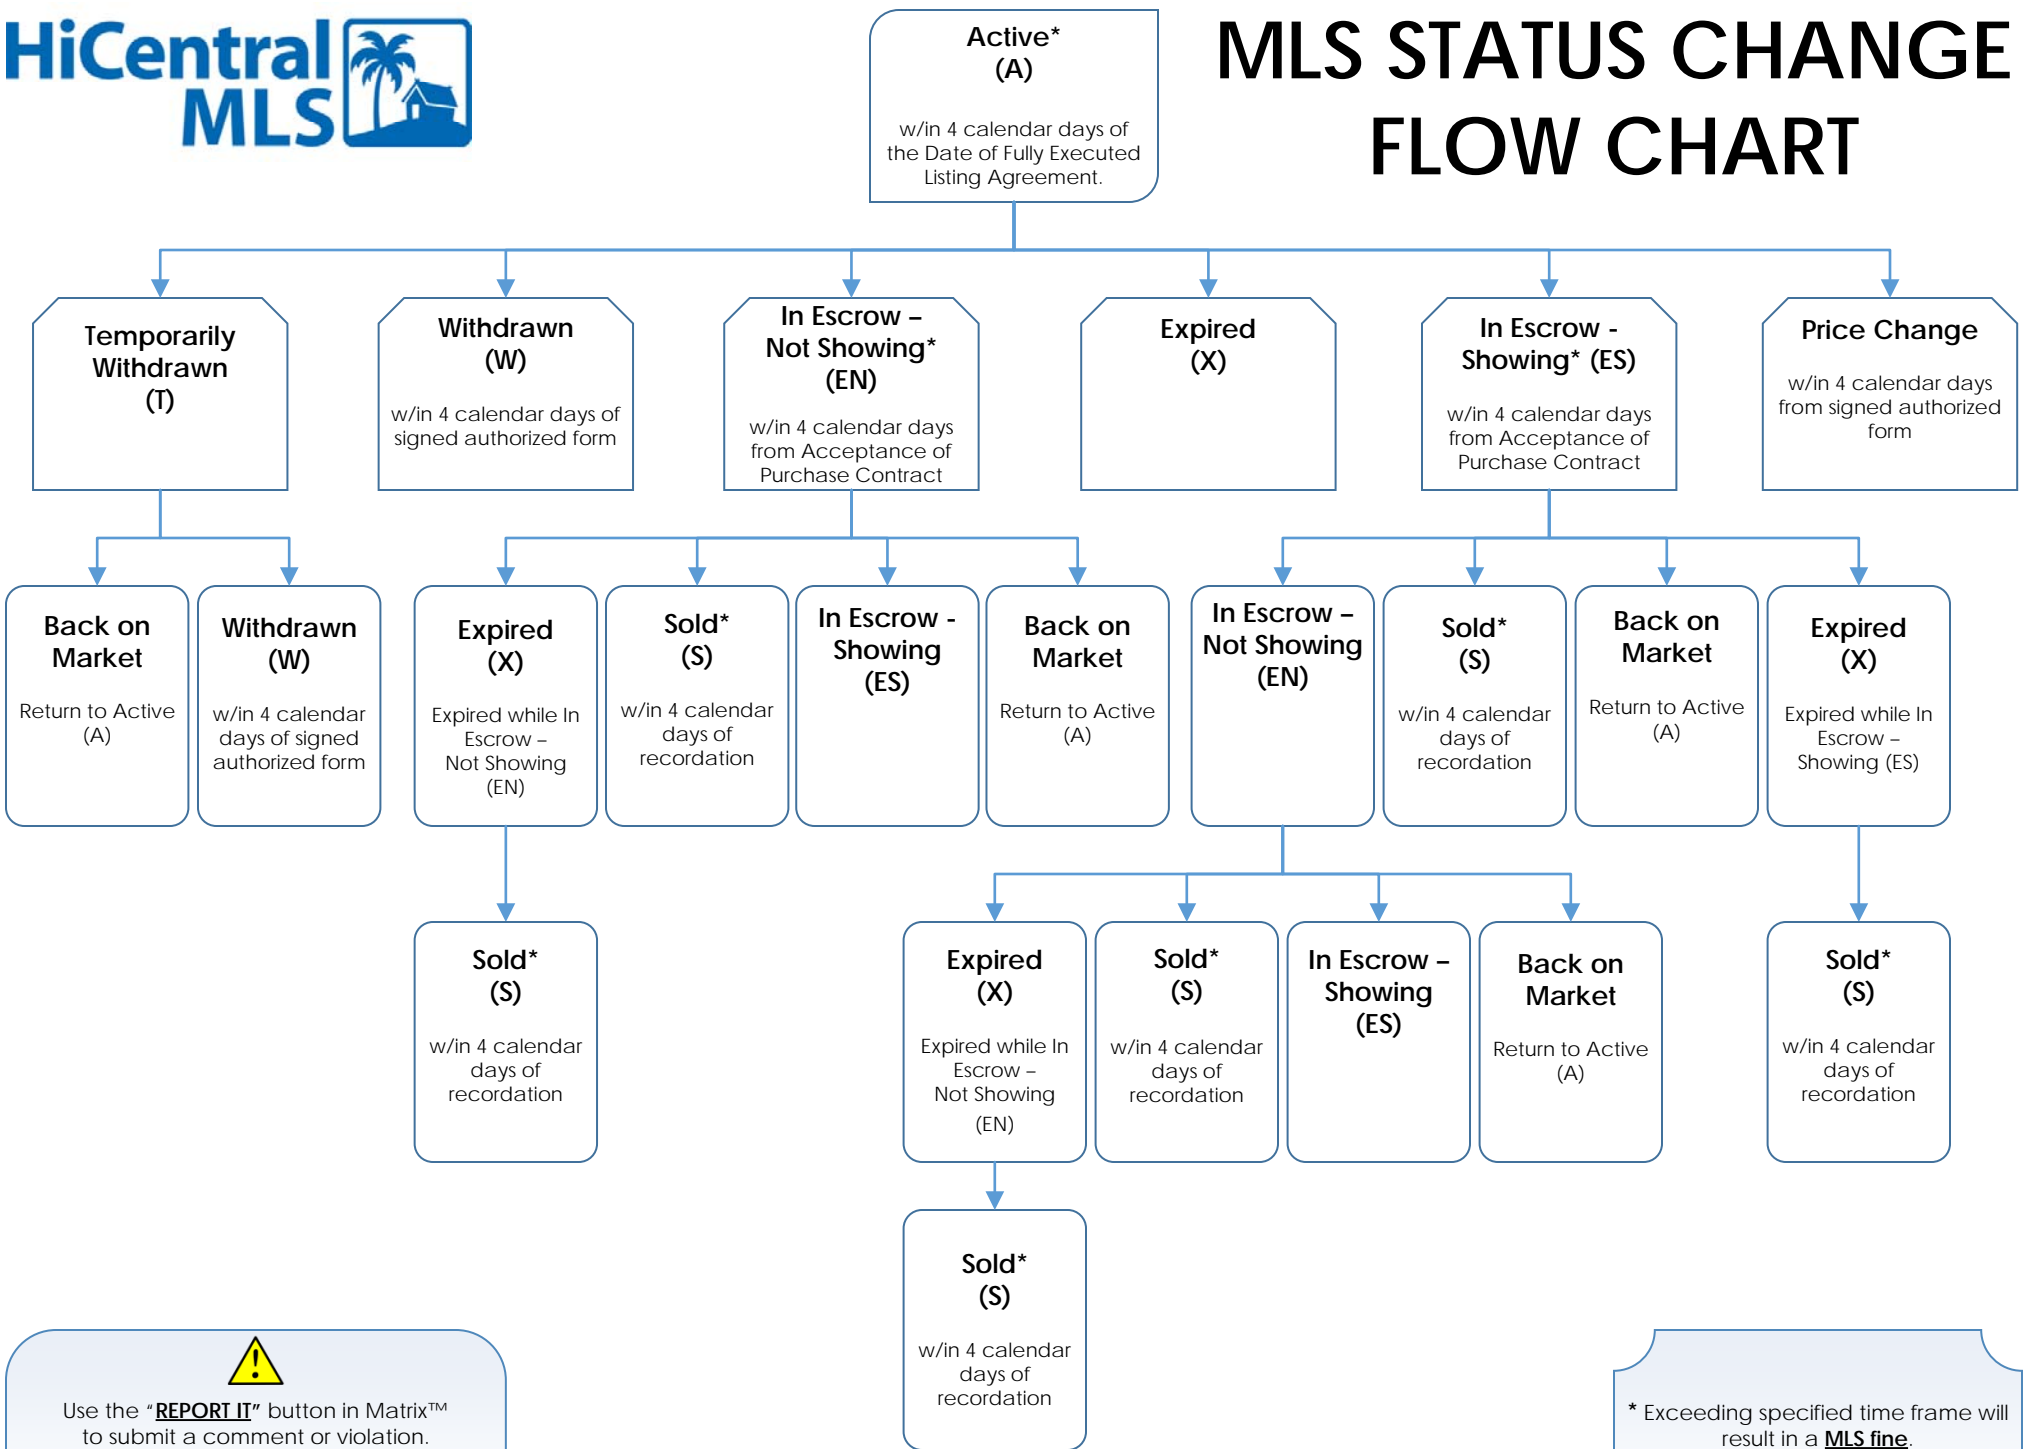 HiCentral
MLS
Active*
(A)
w/in 4 calendar days of
the Date of Fully Executed
Listing Agreement.
MLS STATUS CHANGE
FLOW CHART
Temporarily
Withdrawn
(T)
Withdrawn
(W)
w/in 4 calendar days of
signed authorized form
In Escrow –
Not Showing*
(EN)
w/in 4 calendar days
from Acceptance of
Purchase Contract
Expired
(X)
In Escrow -
Showing* (ES)
w/in 4 calendar days
from Acceptance of
Purchase Contract
Price Change
w/in 4 calendar days
from signed authorized
form
Back on
Market
Return to Active
(A)
Withdrawn
(W)
w/in 4 calendar
days of signed
authorized form
Expired
(X)
Expired while In
Escrow –
Not Showing
(EN)
Sold*
(S)
w/in 4 calendar
days of
recordation
In Escrow -
Showing
(ES)
Back on
Market
Return to Active
(A)
In Escrow –
Not Showing
(EN)
Sold*
(S)
w/in 4 calendar
days of
recordation
Back on
Market
Return to Active
(A)
Expired
(X)
Expired while In
Escrow –
Showing (ES)
Sold*
(S)
w/in 4 calendar
days of
recordation
Expired
(X)
Expired while In
Escrow –
Not Showing
(EN)
Sold*
(S)
w/in 4 calendar
days of
recordation
In Escrow –
Showing
(ES)
Back on
Market
Return to Active
(A)
Sold*
(S)
w/in 4 calendar
days of
recordation
Sold*
(S)
w/in 4 calendar
days of
recordation
Use the “REPORT IT” button in Matrix™
to submit a comment or violation.
* Exceeding specified time frame will
result in a MLS fine.